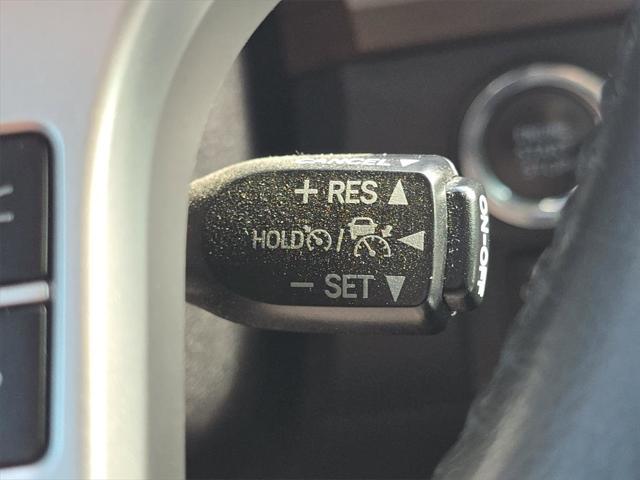 CANCEL
+ RES
HOLD /
- SET
ON-OFF